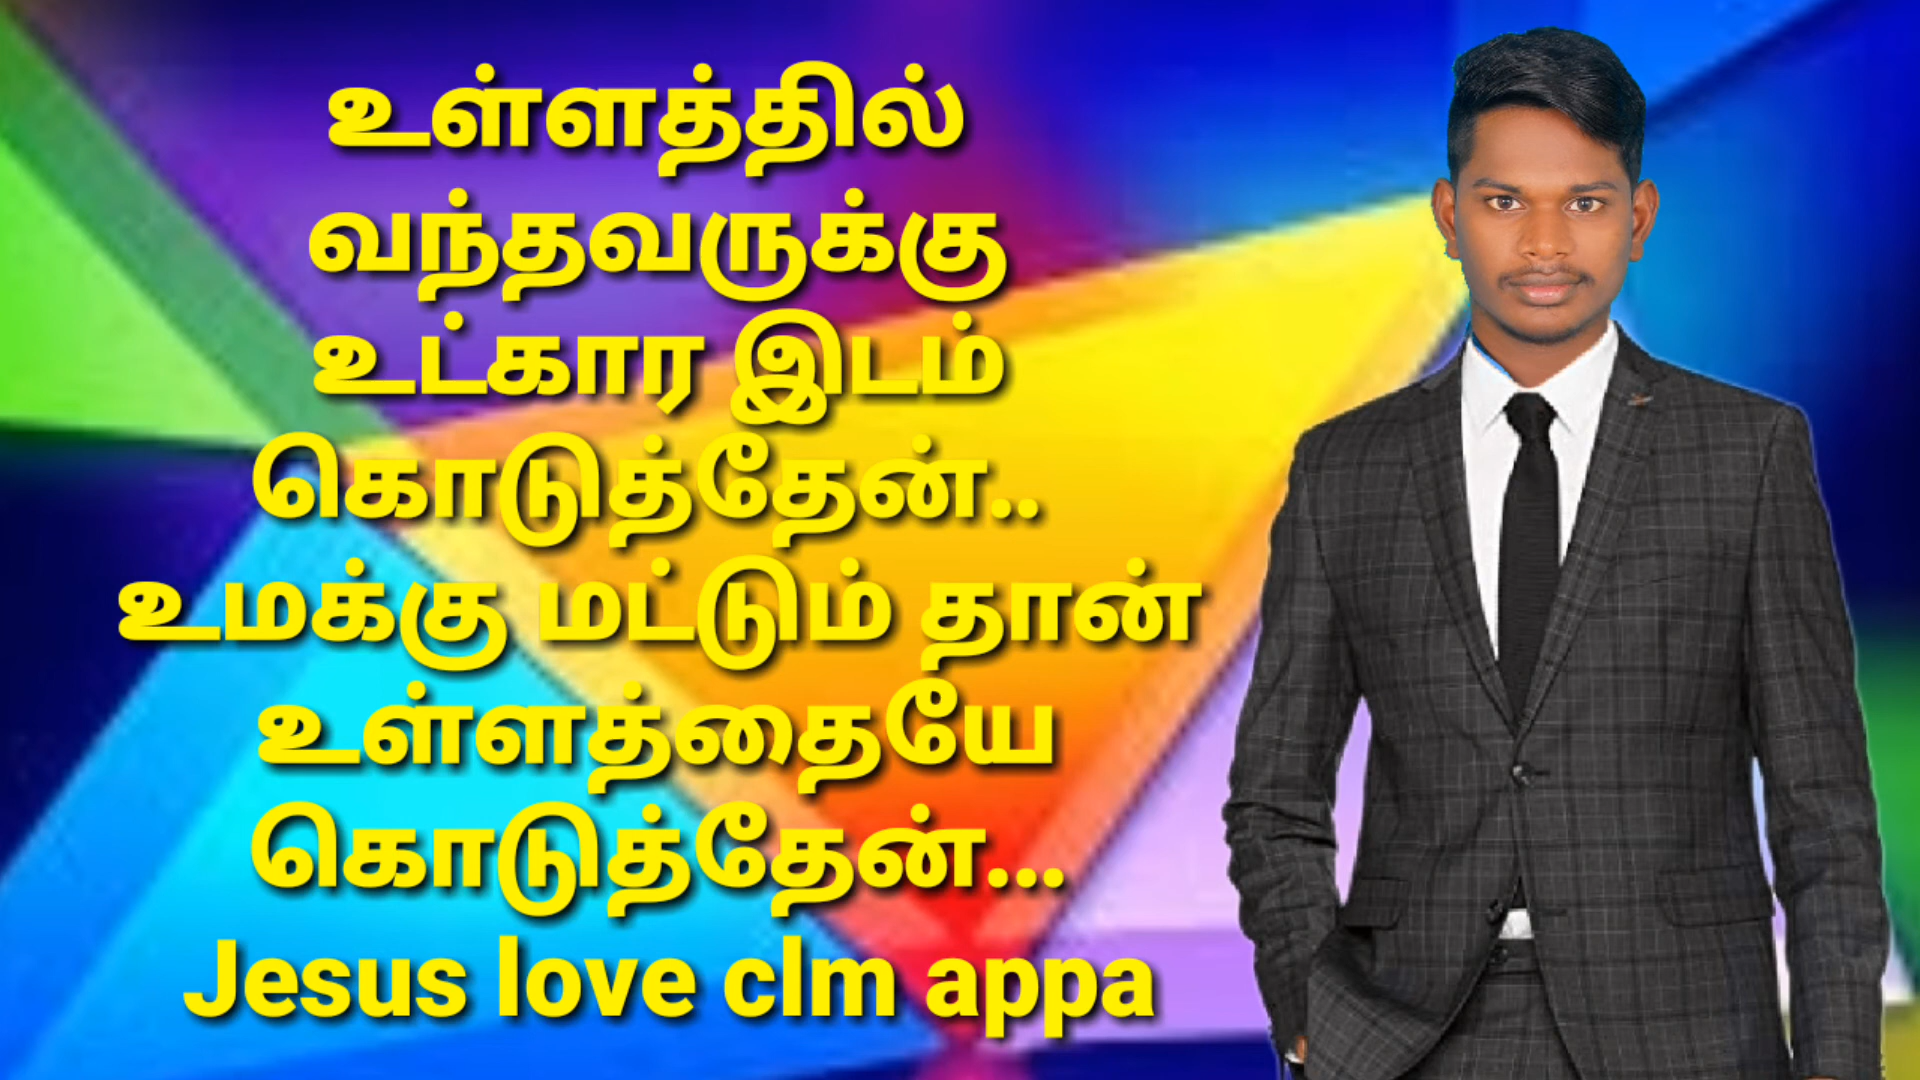 உள்ளத்தில்
வந்தவருக்கு
உட்கார இடம்
கொடுத்தேன்..
உமக்கு மட்டும் தான்
உள்ளத்தையே
கொடுத்தேன்...
Jesus love clm appa